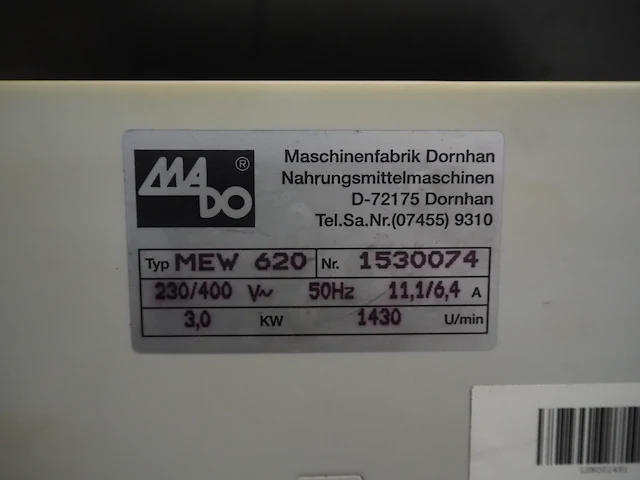 MADO ®
Maschinenfabrik Dornhan
Nahrungsmittelmaschinen
D-72175 Dornhan
Tel.Sa.Nr.(07455) 9310
Typ MEW 620 Nr. 1530074
230/400 V~ 50Hz 11,1/6,4 A
3,0 KW 1430 U/min